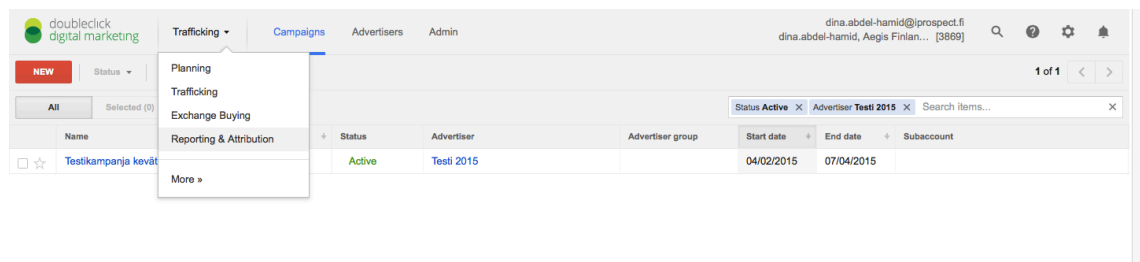 doubleclick
digital marketing
Trafficking
Campaigns
Advertisers
Admin
dina.abdel-hamid@iprospect.fi
dina.abdel-hamid, Aegis Finlan... [3869]
Planning
Trafficking
Exchange Buying
Reporting & Attribution
More »
NEW
Status
1 of 1
All
Selected (0)
Status Active X
Advertiser Testi 2015 X
Search items...
X
Name
Status
Advertiser
Advertiser group
Start date
End date
Subaccount
Testikampanja kevät
Active
Testi 2015
04/02/2015
07/04/2015